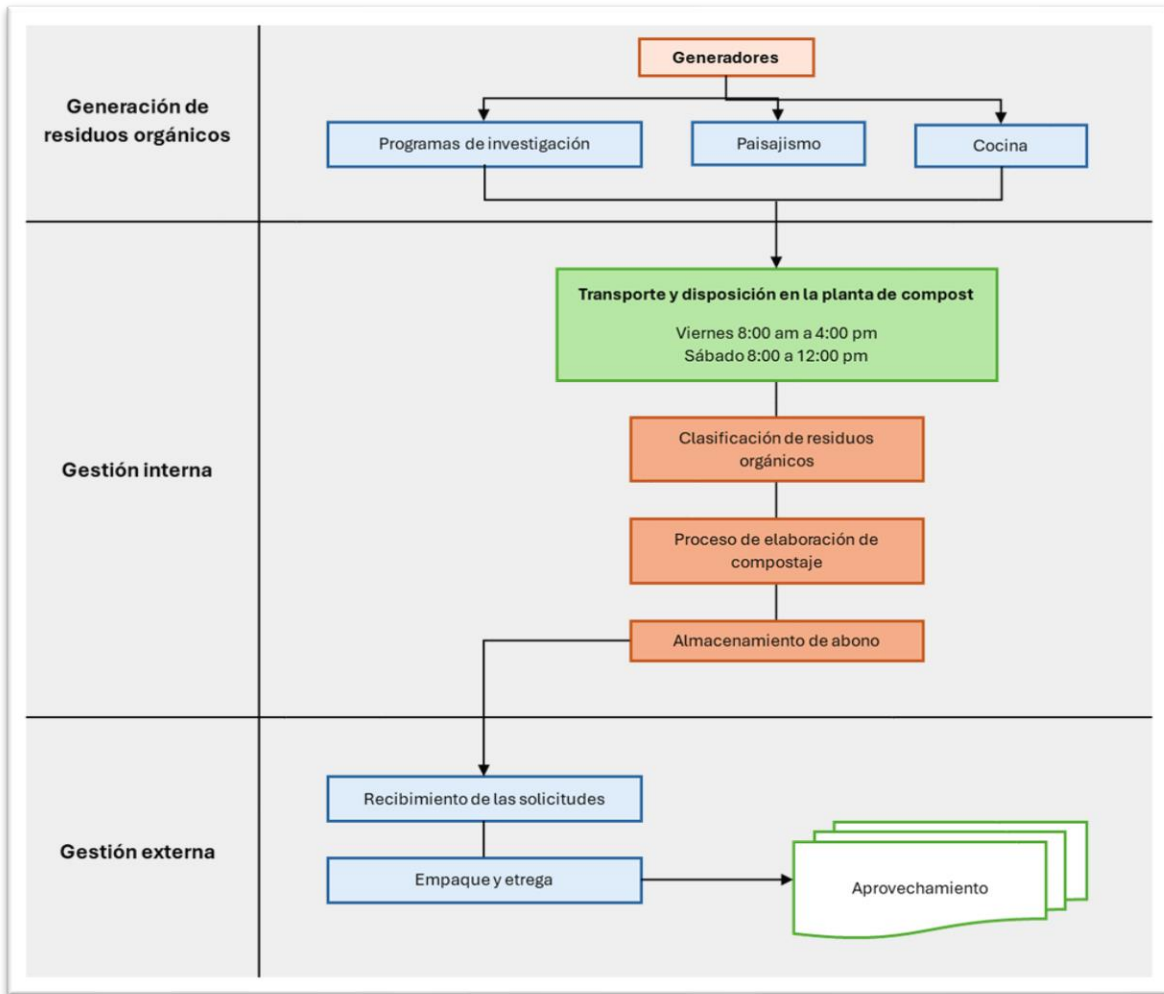 Generación de
residuos orgánicos
Generadores
Programas de investigación
Paisajismo
Cocina
Gestión interna
Transporte y disposición en la planta de compost
Viernes 8:00 am a 4:00 pm
Sábado 8:00 a 12:00 pm
Clasificación de residuos
orgánicos
Proceso de elaboración de
compostaje
Almacenamiento de abono
Gestión externa
Recibimiento de las solicitudes
Empaque y etrega
Aprovechamiento